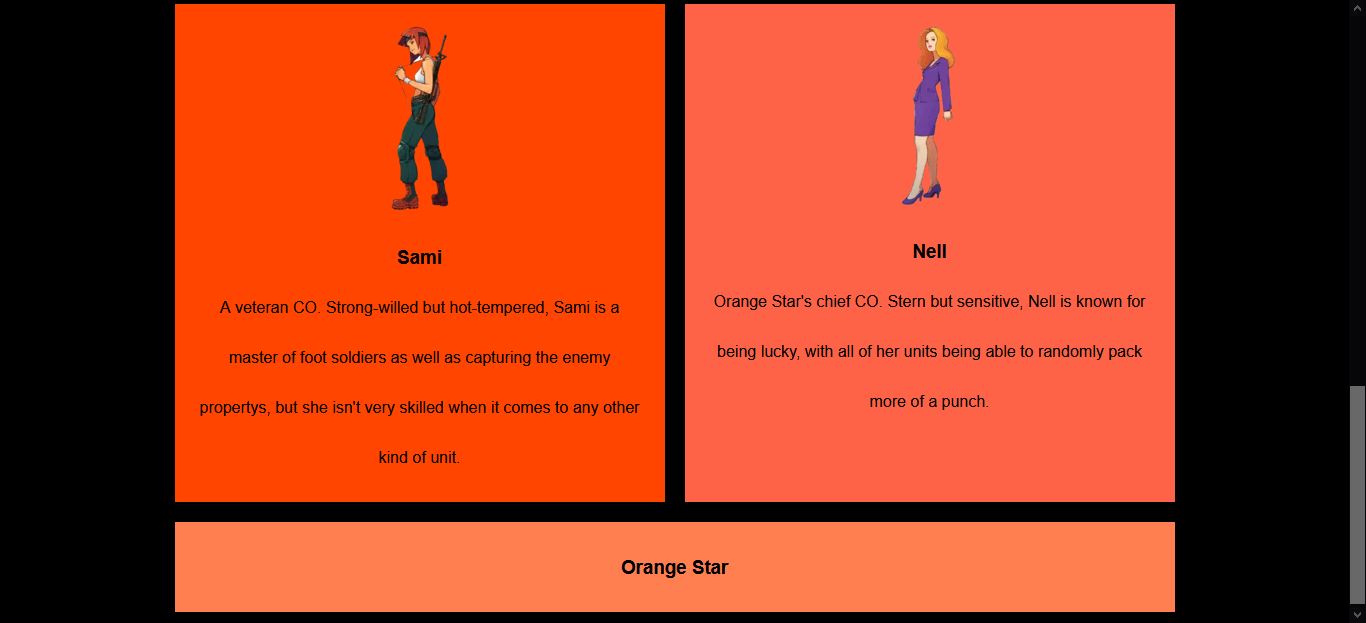 Sami
A veteran CO. Strong-willed but hot-tempered, Sami is a
master of foot soldiers as well as capturing the enemy
propertys, but she isn't very skilled when it comes to any other
kind of unit.
Nell
Orange Star's chief CO. Stern but sensitive, Nell is known for
being lucky, with all of her units being able to randomly pack
more of a punch.
Orange Star